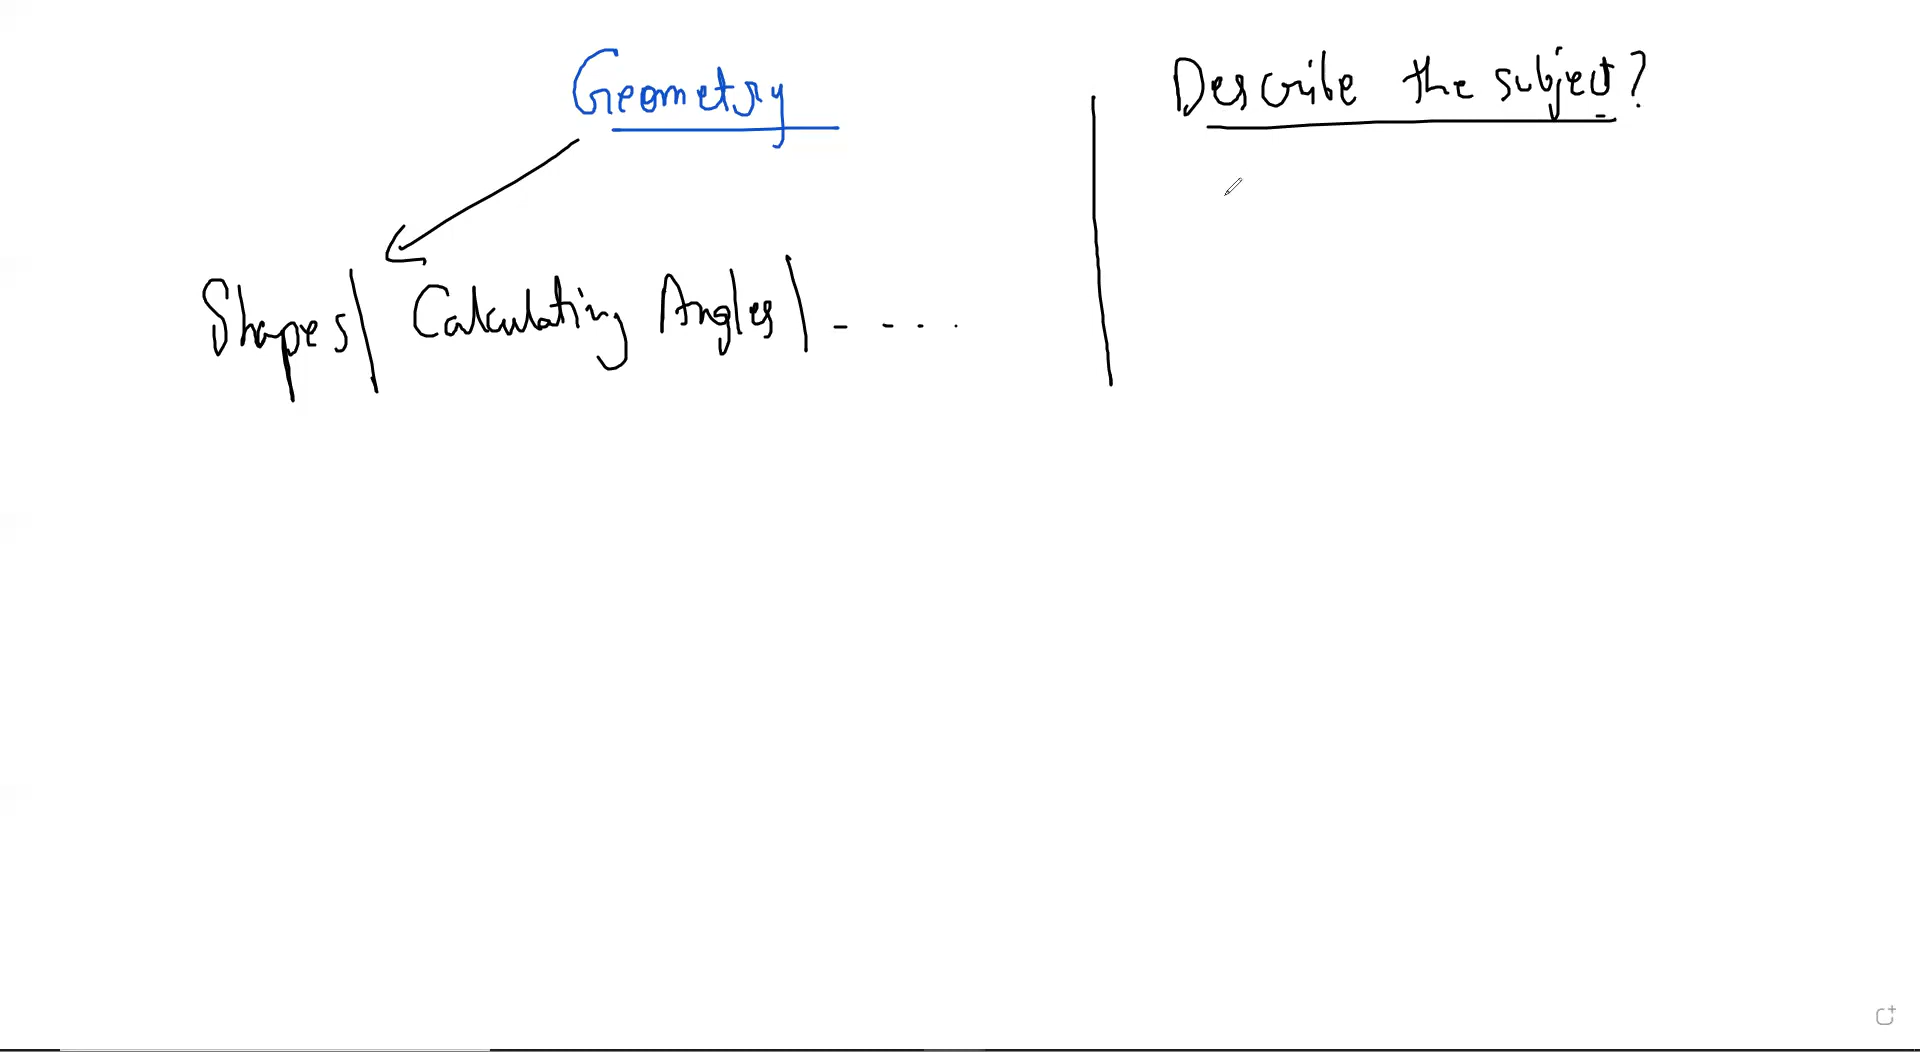 Geometry
Shapes | Calculating Angles | - - . . .
Describe the subject?